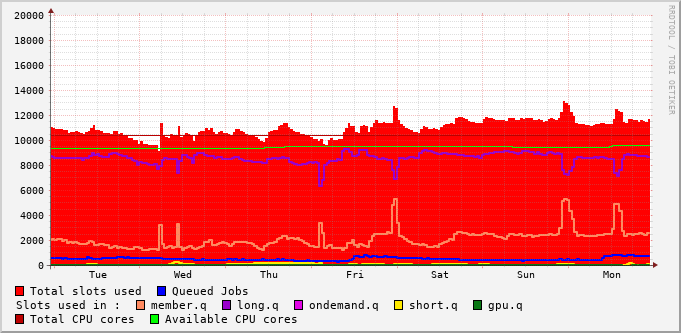 RRDTOOL / TOBI OETIKER
20000
18000
16000
14000
12000
10000
8000
6000
4000
2000
0
Tue Wed Thu Fri Sat Sun Mon
Total slots used Queued Jobs
Slots used in : member.q long.q ondemand.q short.q gpu.q
Total CPU cores Available CPU cores